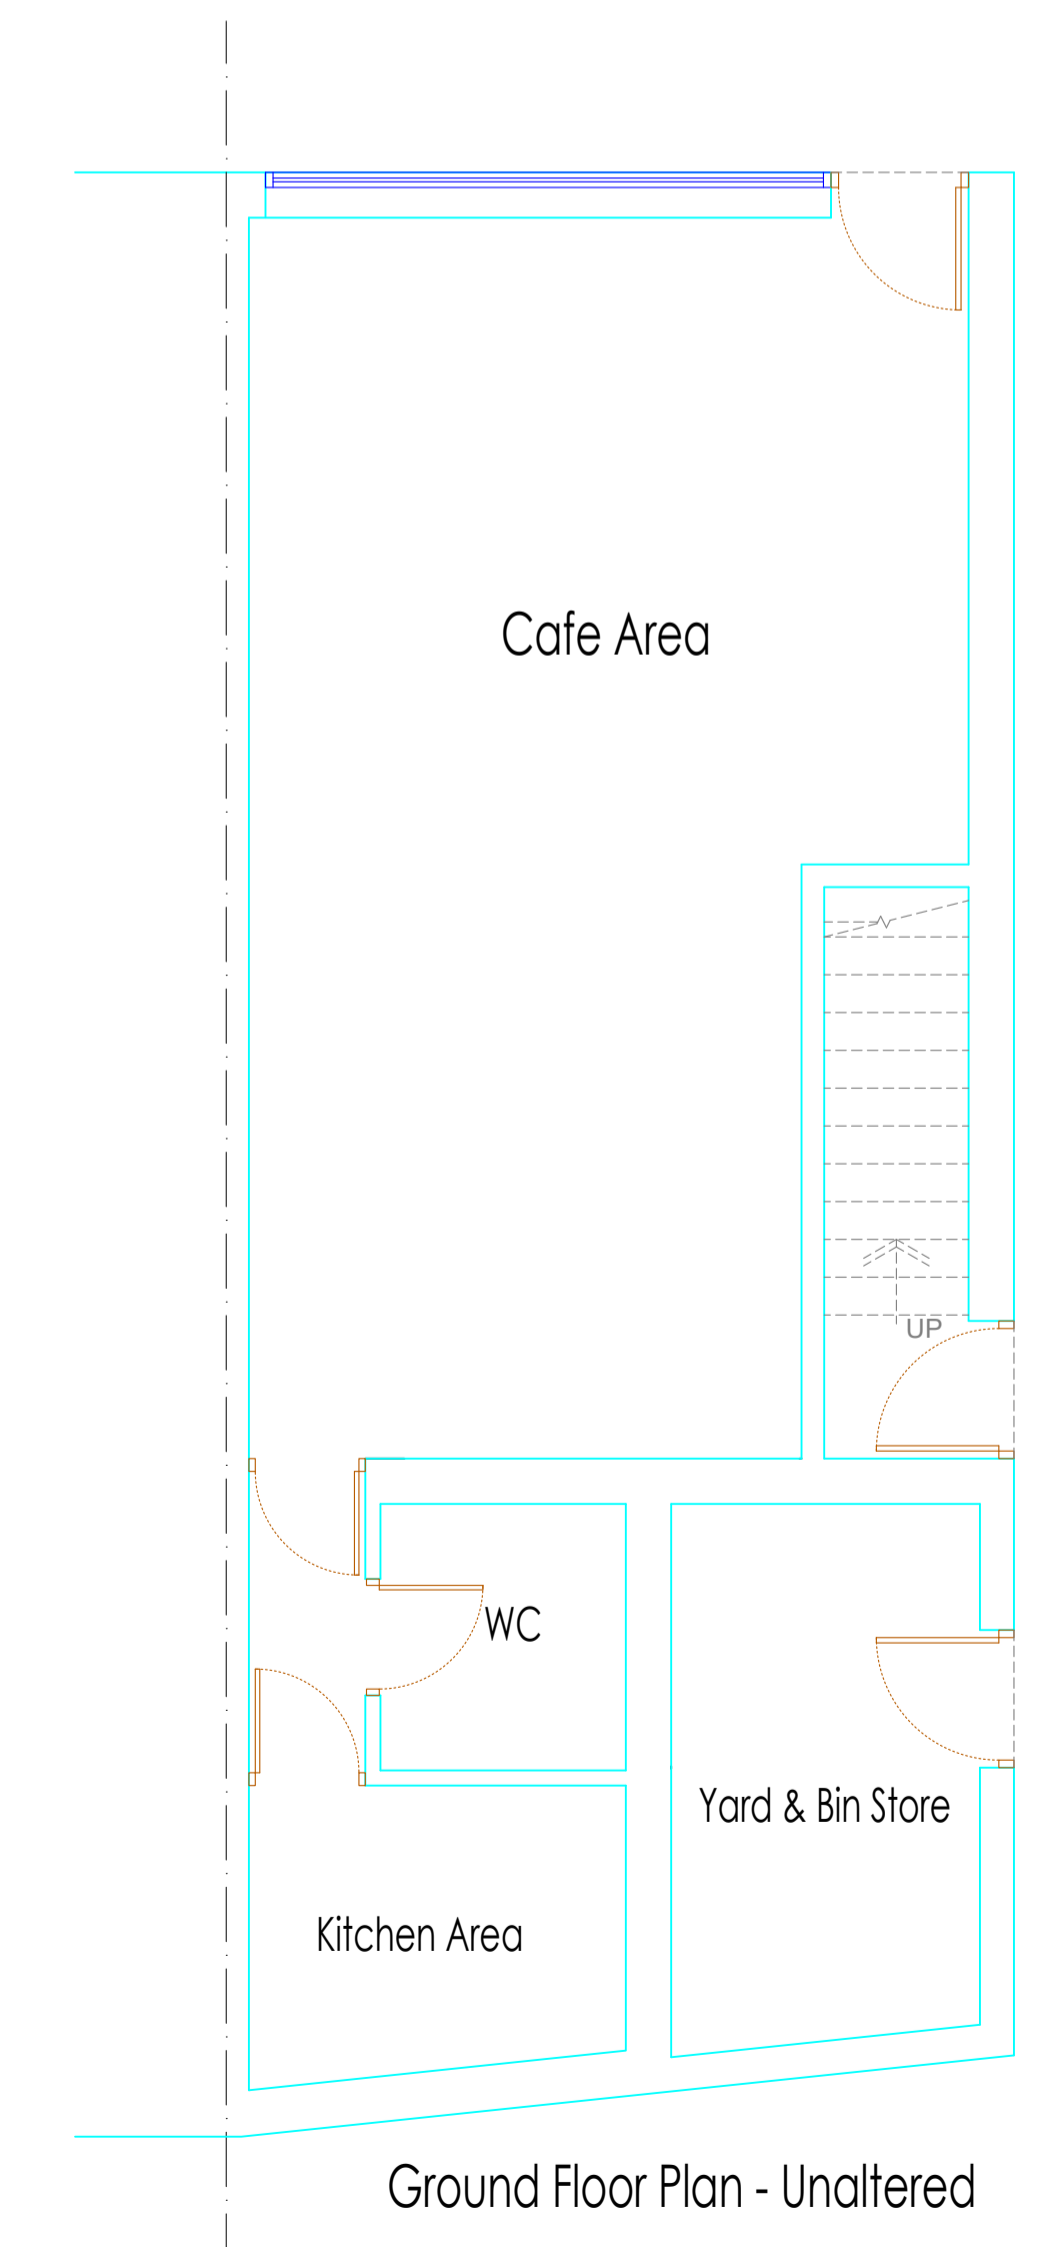 Cafe Area
UP
WC
Yard & Bin Store
Kitchen Area
Ground Floor Plan - Unaltered